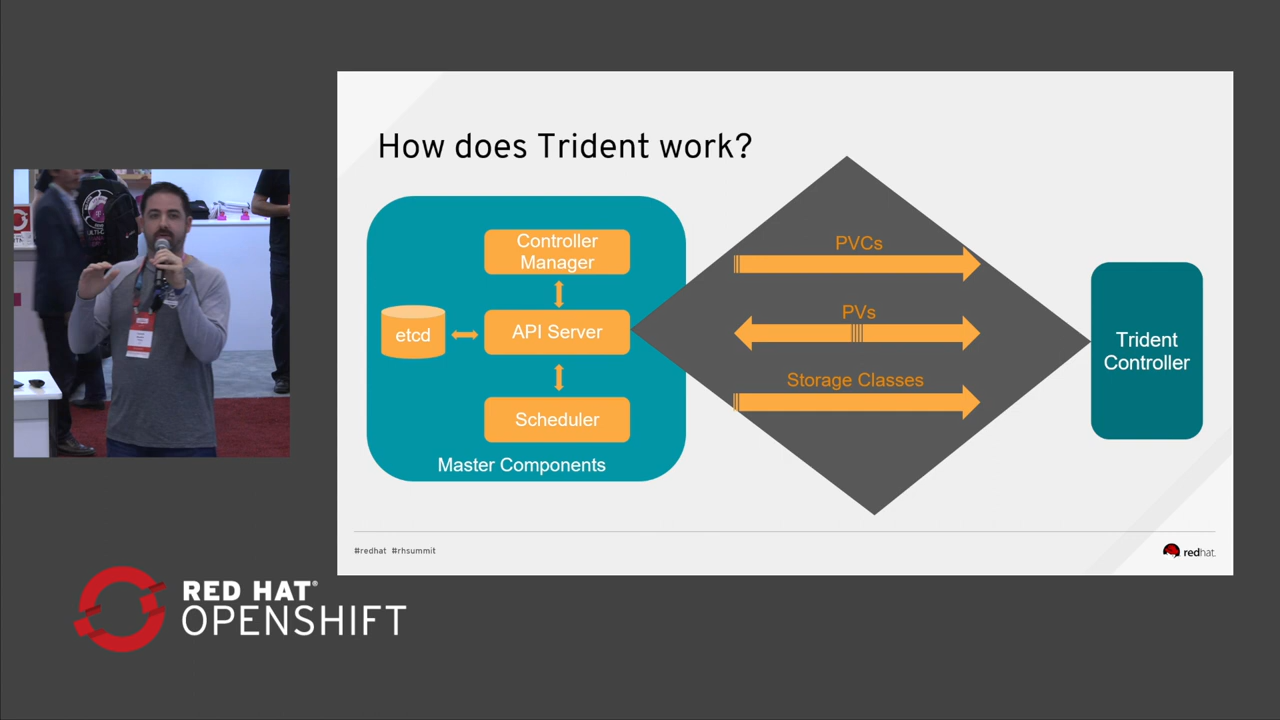 How does Trident work?
Controller
Manager
etcd
API Server
Scheduler
Master Components
PVCs
PVs
Storage Classes
Trident
Controller
#redhat #rhsummit
redhat.
RED HAT®
OPENSHIFT